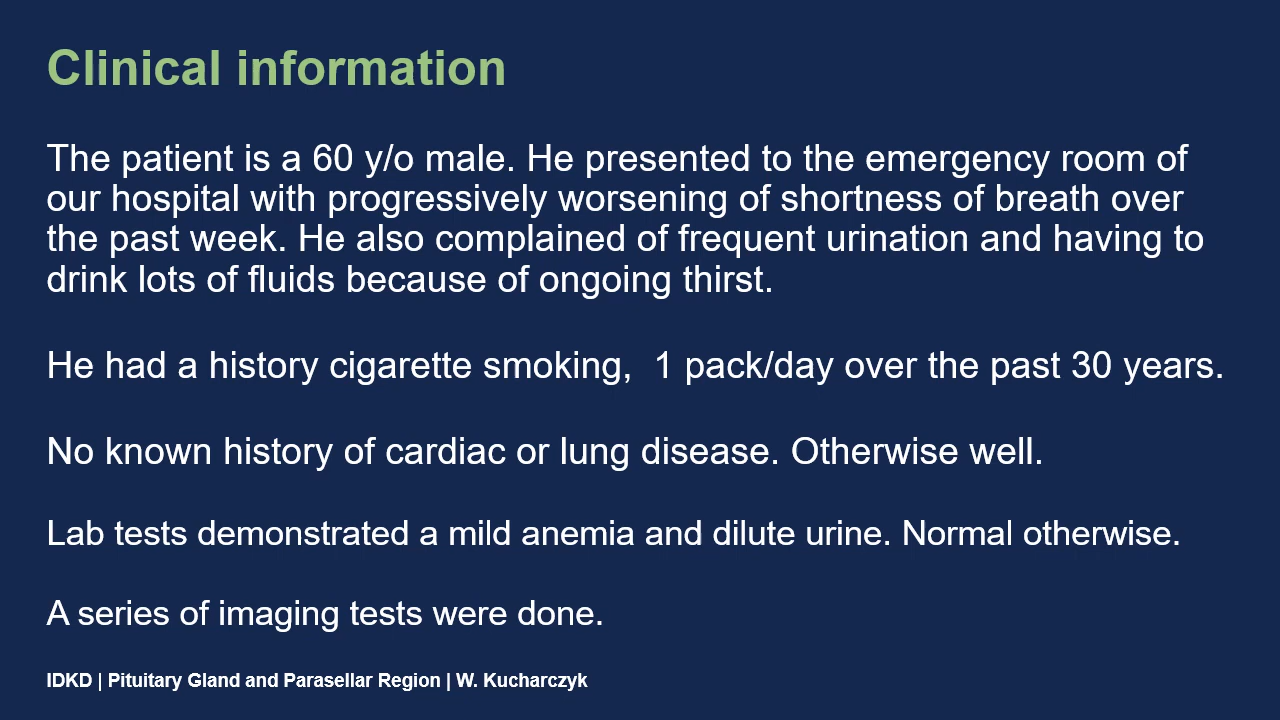 Clinical information
The patient is a 60 y/o male. He presented to the emergency room of
our hospital with progressively worsening of shortness of breath over
the past week. He also complained of frequent urination and having to
drink lots of fluids because of ongoing thirst.
He had a history cigarette smoking,  1 pack/day over the past 30 years.
No known history of cardiac or lung disease. Otherwise well.
Lab tests demonstrated a mild anemia and dilute urine. Normal otherwise.
A series of imaging tests were done.
IDKD | Pituitary Gland and Parasellar Region | W. Kucharczyk